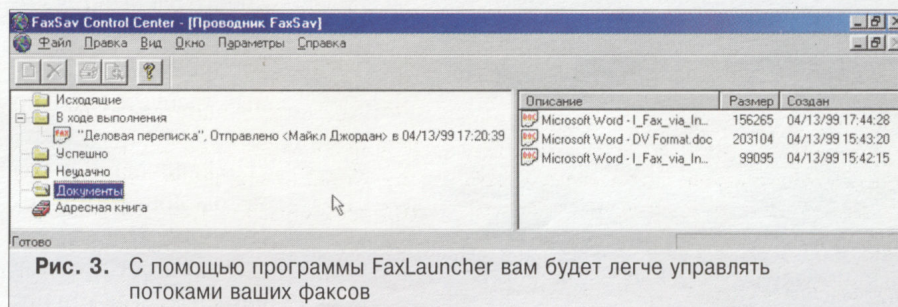 FaxSav Control Center - [Проводник FaxSav]
Файл Правка Вид Окно Параметры Справка
Исходящие
В ходе выполнения
"Деловая переписка", Отправлено <Майкл Джордан> в 04/13/99 17:20:39
Успешно
Неудачно
Документы
Адресная книга
Описание Размер Создан
Microsoft Word - I_Fax_via_In... 156265 04/13/99 17:44:28
Microsoft Word - DV Format.doc 203104 04/13/99 15:43:20
Microsoft Word - I_Fax_via_In... 99095 04/13/99 15:42:15
Готово
Рис. 3. С помощью программы FaxLauncher вам будет легче управлять
потоками ваших факсов